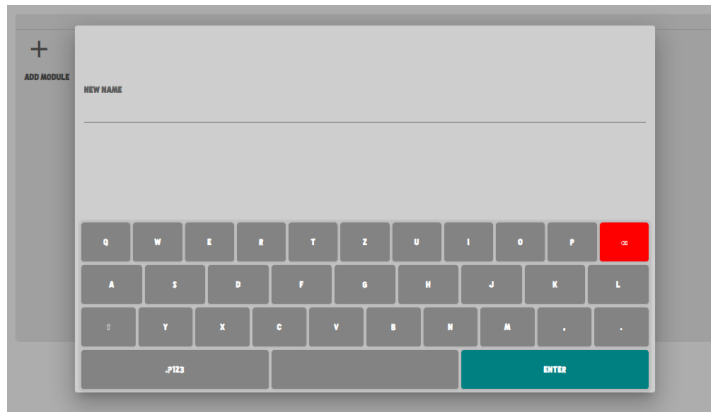 ADD MODULE
NEW NAME
Q W E R T Z U I O P ⌫
A S D F G H J K L
⇧ Y X C V B N M , .
.?123 ENTER